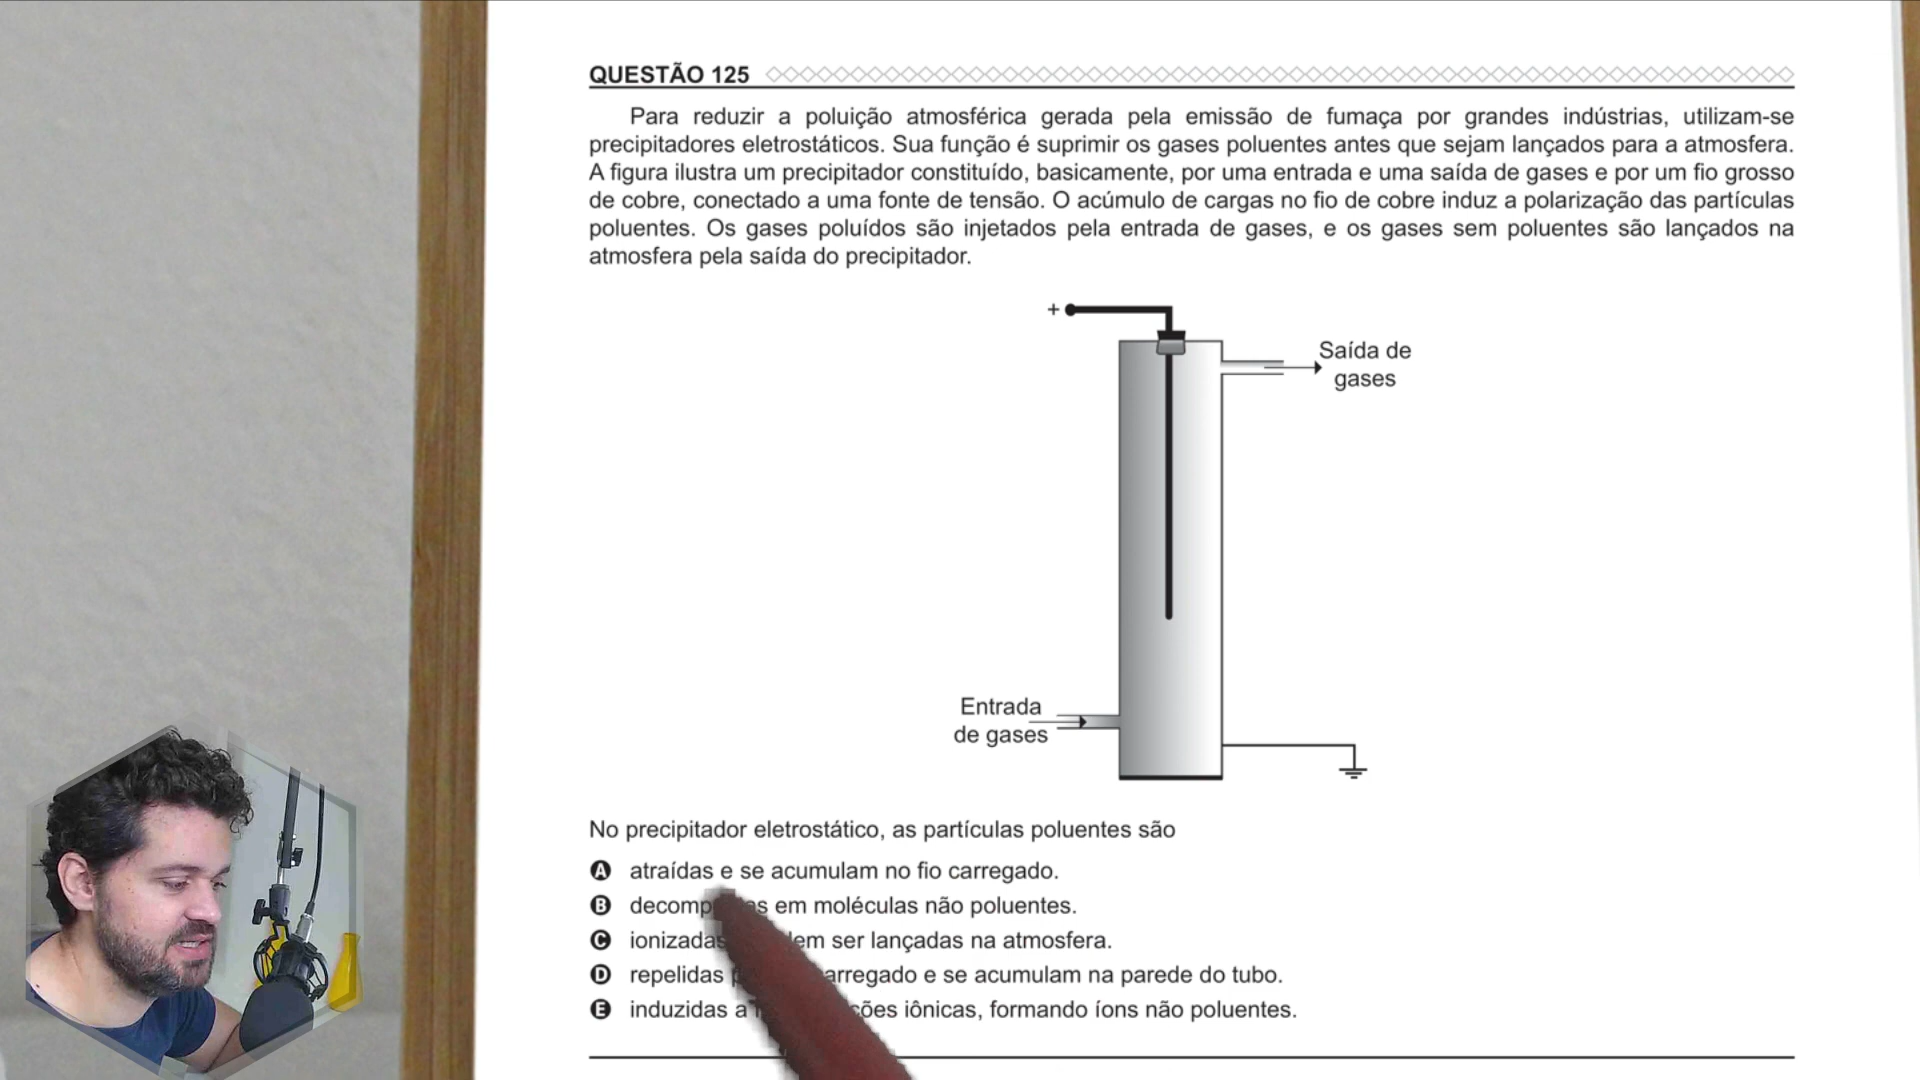 QUESTÃO 125
Para reduzir a poluição atmosférica gerada pela emissão de fumaça por grandes indústrias, utilizam-se
precipitadores eletrostáticos. Sua função é suprimir os gases poluentes antes que sejam lançados para a atmosfera.
A figura ilustra um precipitador constituído, basicamente, por uma entrada e uma saída de gases e por um fio grosso
de cobre, conectado a uma fonte de tensão. O acúmulo de cargas no fio de cobre induz a polarização das partículas
poluentes. Os gases poluídos são injetados pela entrada de gases, e os gases sem poluentes são lançados na
atmosfera pela saída do precipitador.
+
Saída de
gases
Entrada
de gases
No precipitador eletrostático, as partículas poluentes são
A atraídas e se acumulam no fio carregado.
B em moléculas não poluentes.
C ionizadas ser lançadas na atmosfera.
D repelidas carregado e se acumulam na parede do tubo.
E induzidas a iônicas, formando íons não poluentes.